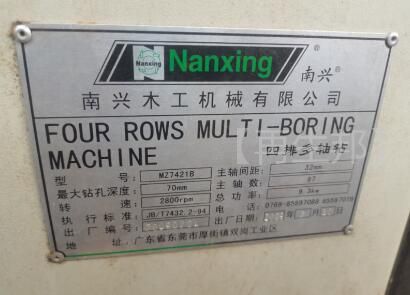 Nanxing ® 南兴®
南兴木工机械有限公司
FOUR ROWS MULTI-BORING
MACHINE 四排多轴钻
型号: MZ7421B 主轴间距: 32mm
最大钻孔深度: 70mm 主轴数:
转速: 2800rpm 总功率: 9.3kw
执行标准: JB/T7432.2-94 电话:
出厂编号: 出厂日期: 年 月
地址: 广东省东莞市厚街镇双岗工业区